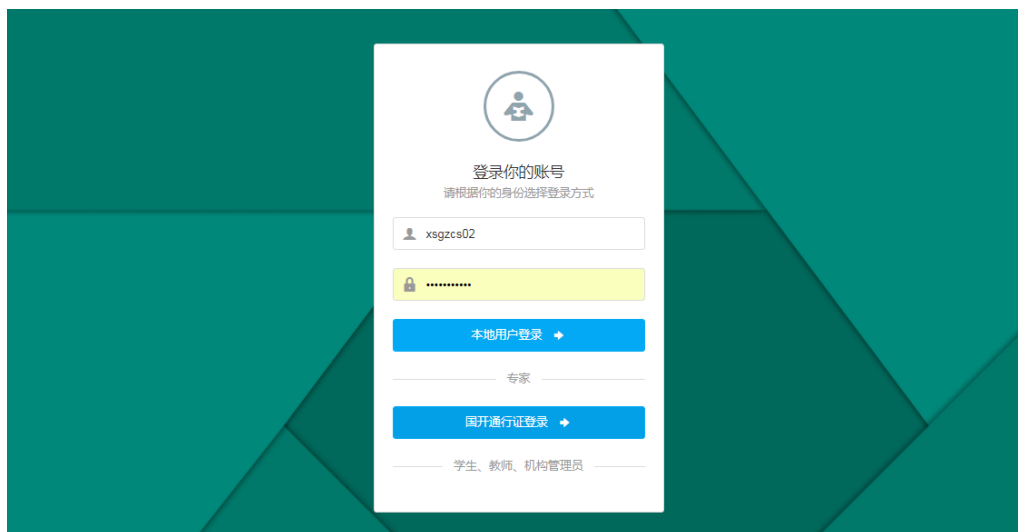 登录你的账号
请根据你的身份选择登录方式
xsgzcs02
•••••••••••
本地用户登录
专家
国开通行证登录
学生、教师、机构管理员